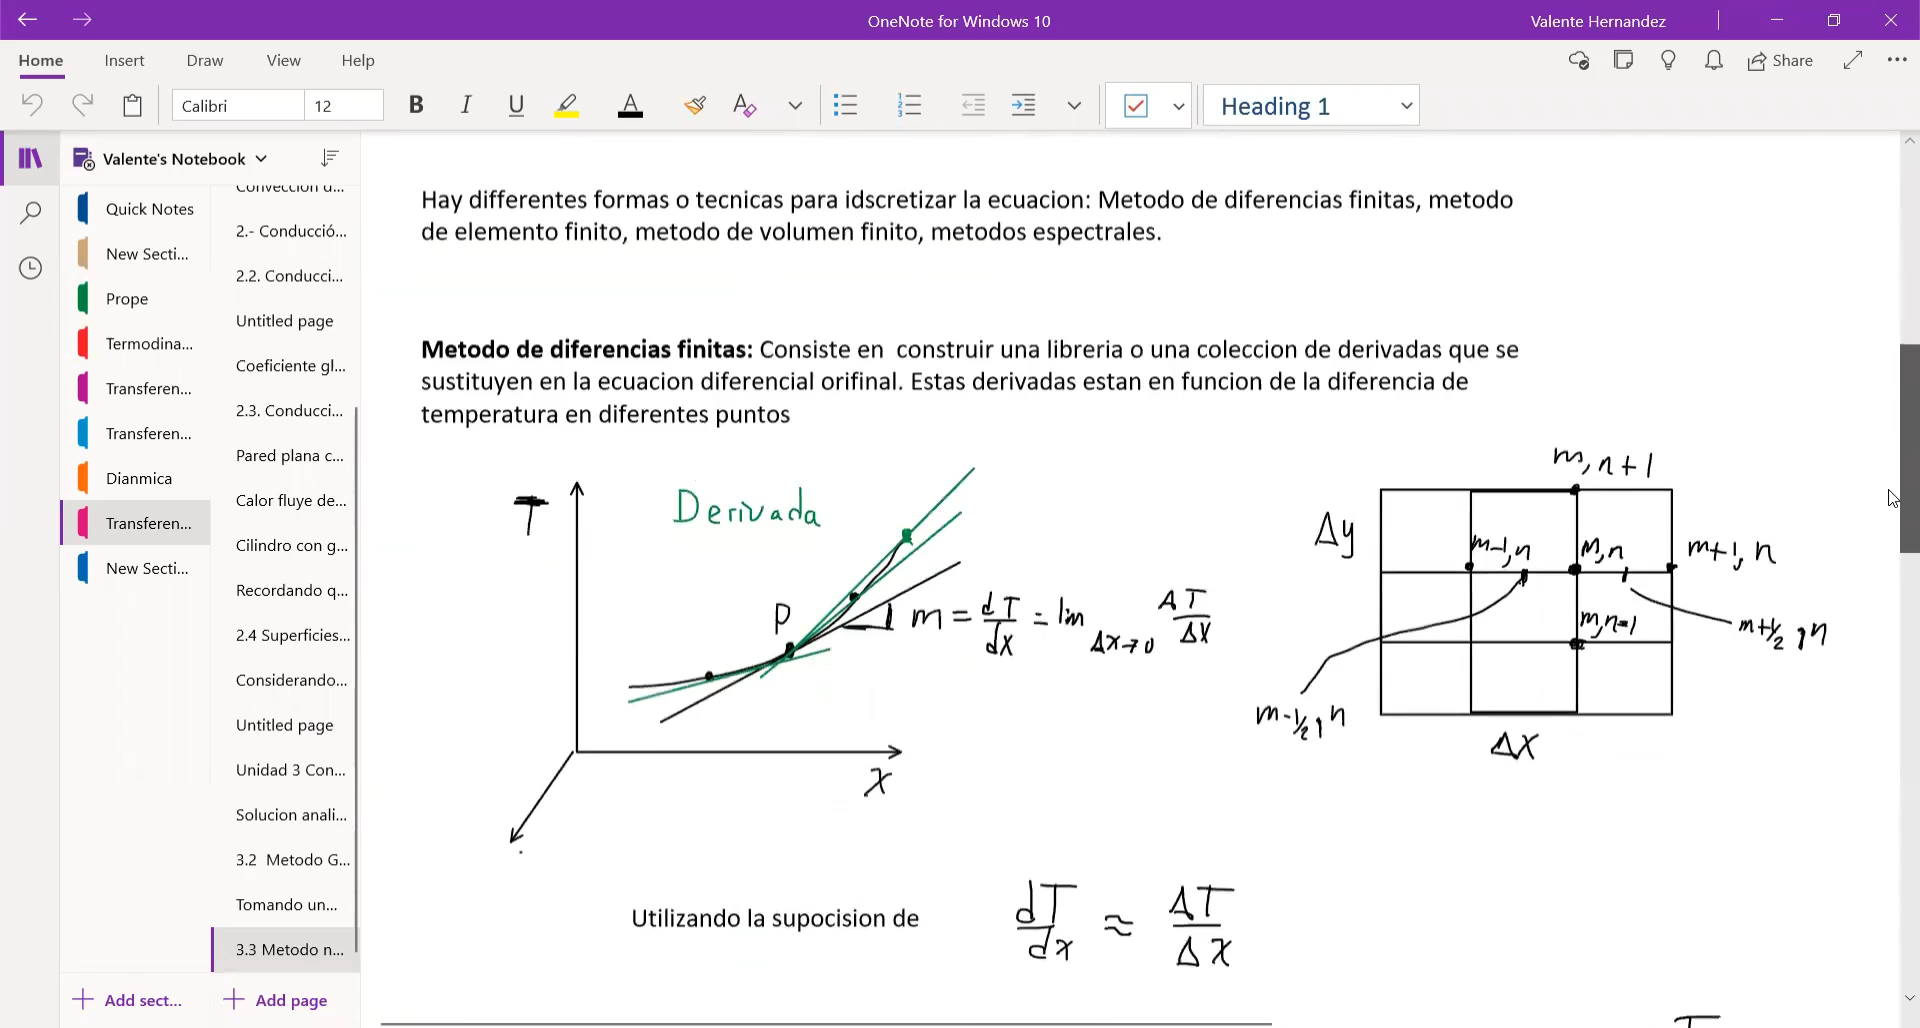 OneNote for Windows 10
Valente Hernandez
Home
Insert
Draw
View
Help
Share
Calibri
12
B
I
U
A
A
Heading 1
Valente's Notebook
Quick Notes
New Secti...
Prope
Termodina...
Transferen...
Transferen...
Dianmica
Transferen...
New Secti...
Add sect...
Conveccion u...
2.- Conducció...
2.2. Conducci...
Untitled page
Coeficiente gl...
2.3. Conducci...
Pared plana c...
Calor fluye de...
Cilindro con g...
Recordando q...
2.4 Superficies...
Considerando...
Untitled page
Unidad 3 Con...
Solucion anali...
3.2 Metodo G...
Tomando un...
3.3 Metodo n...
Add page
Hay differentes formas o tecnicas para idscretizar la ecuacion: Metodo de diferencias finitas, metodo
de elemento finito, metodo de volumen finito, metodos espectrales.
Metodo de diferencias finitas: Consiste en construir una libreria o una coleccion de derivadas que se
sustituyen en la ecuacion diferencial orifinal. Estas derivadas estan en funcion de la diferencia de
temperatura en diferentes puntos
T
Derivada
P
m = dT/dx = lim Δx→0 ΔT/ΔX
X
m, n+1
Δy
m-1, n
M, n
m+1, n
m, n-1
m+1/2, n
m-1/2, n
ΔX
Utilizando la supocision de
dT/dx ≈ ΔT/ΔX